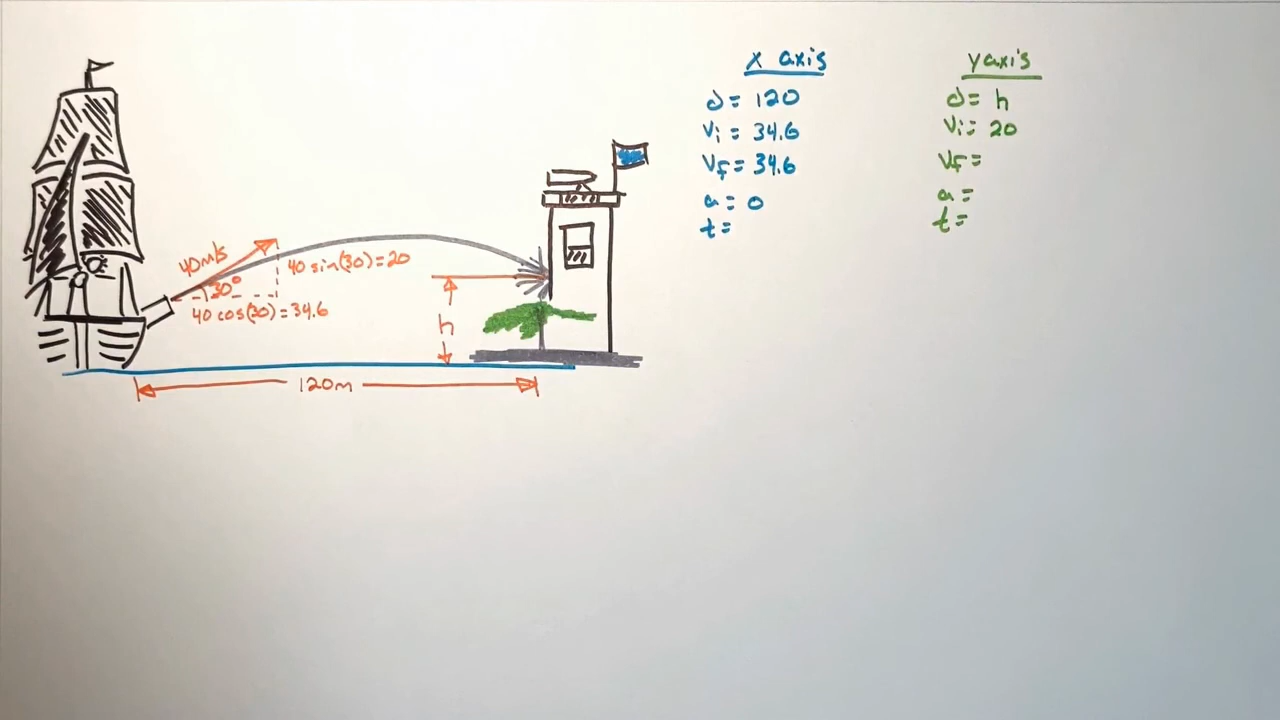 x axis
d = 120
Vi = 34.6
Vf = 34.6
a = 0
t =
y axis
d = h
Vi = 20
Vf =
a =
t =
40m/s
30°
40 sin(30) = 20
40 cos(30) = 34.6
h
120m